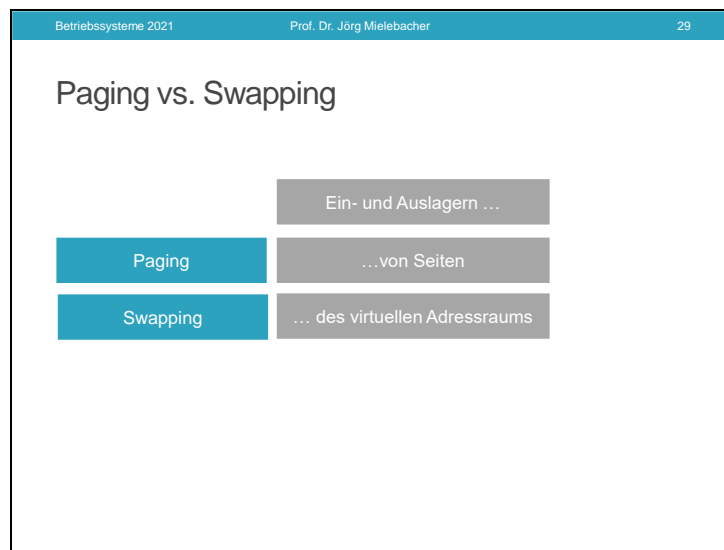 Betriebssysteme 2021 Prof. Dr. Jörg Mielebacher 29
Paging vs. Swapping
Ein- und Auslagern …
Paging …von Seiten
Swapping … des virtuellen Adressraums